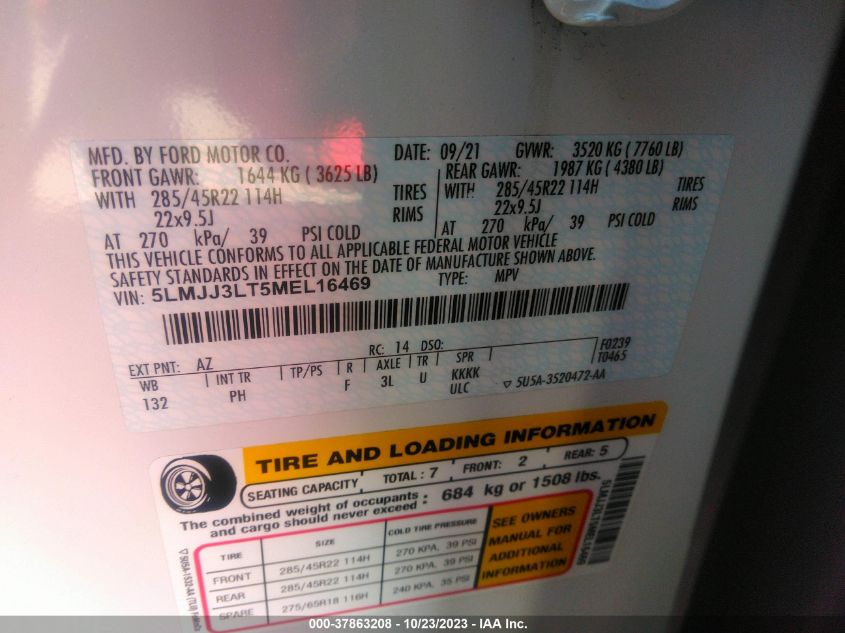 MFD. BY FORD MOTOR CO. DATE: 09/21 GVWR: 3520 KG ( 7760 LB)
FRONT GAWR: 1644 KG ( 3625 LB) REAR GAWR: 1987 KG ( 4380 LB)
WITH 285/45R22 114H TIRES WITH: 285/45R22 114H TIRES
22x9.5J RIMS 22x9.5J RIMS
AT 270 kPa/ 39 PSI COLD AT 270 kPa/ 39 PSI COLD
THIS VEHICLE CONFORMS TO ALL APPLICABLE FEDERAL MOTOR VEHICLE
SAFETY STANDARDS IN EFFECT ON THE DATE OF MANUFACTURE SHOWN ABOVE.
VIN: 5LMJJ3LT5MEL16469 TYPE: MPV
F0239
EXT PNT: AZ RC: 14 DSO: T0465
WB INT TR TP/PS R AXLE TR SPR
132 PH F 3L U KKKK
ULC ▽ 5U5A-3520472-AA
TIRE AND LOADING INFORMATION
SEATING CAPACITY TOTAL : 7 FRONT: 2 REAR: 5
The combined weight of occupants and cargo should never exceed : 684 kg or 1508 lbs.
TIRE SIZE COLD TIRE PRESSURE
FRONT 285/45R22 114H 270 KPA, 39 PSI
REAR 285/45R22 114H 270 KPA, 39 PSI
SPARE 275/65R18 116H 240 KPA, 35 PSI
SEE OWNERS
MANUAL FOR
ADDITIONAL
INFORMATION
5LMJJ3LT5MEL16469
000-37863208 - 10/23/2023 - IAA Inc.